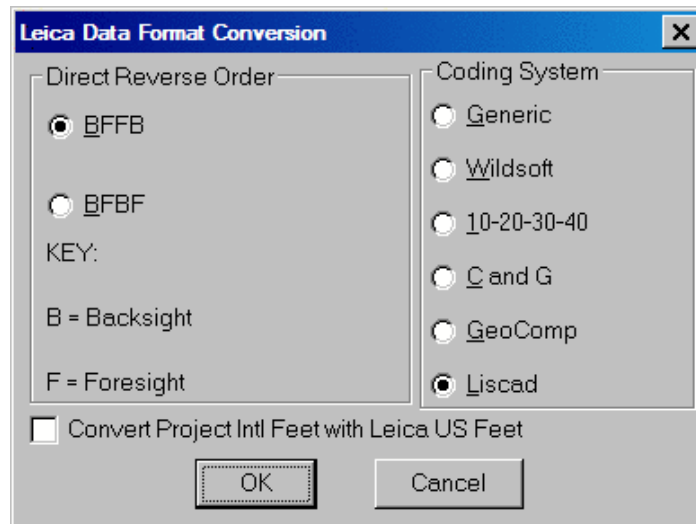 Leica Data Format Conversion
Direct Reverse Order
BFFB
BFBF
KEY:
B = Backsight
F = Foresight
Coding System
Generic
Wildsoft
10-20-30-40
C and G
GeoComp
Liscad
Convert Project Intl Feet with Leica US Feet
OK
Cancel